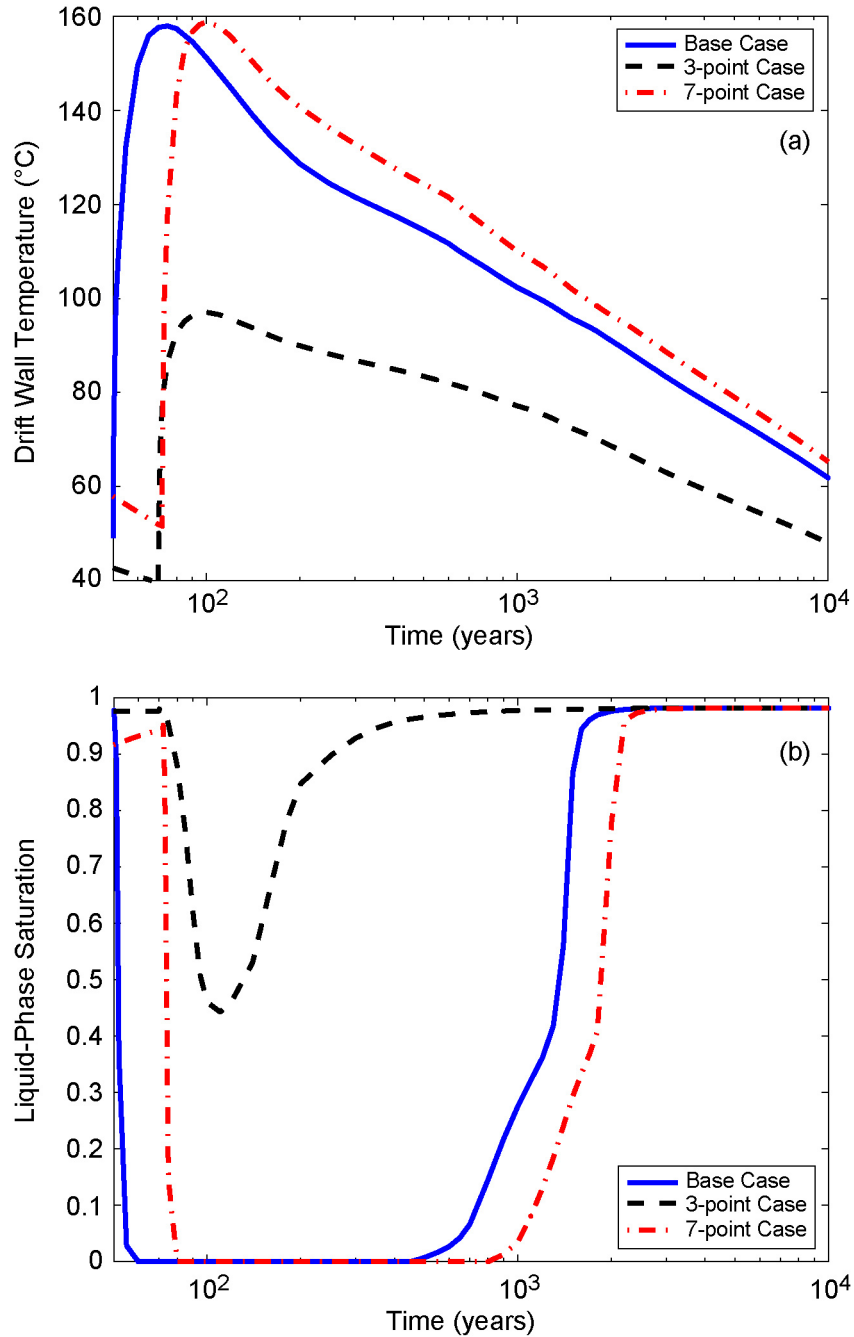 160
140
120
100
80
60
40
Drift Wall Temperature (°C)
Base Case
3-point Case
7-point Case
(a)
10²
10³
10⁴
Time (years)
1
0.9
0.8
0.7
0.6
0.5
0.4
0.3
0.2
0.1
0
Liquid-Phase Saturation
(b)
Base Case
3-point Case
7-point Case
10²
10³
10⁴
Time (years)